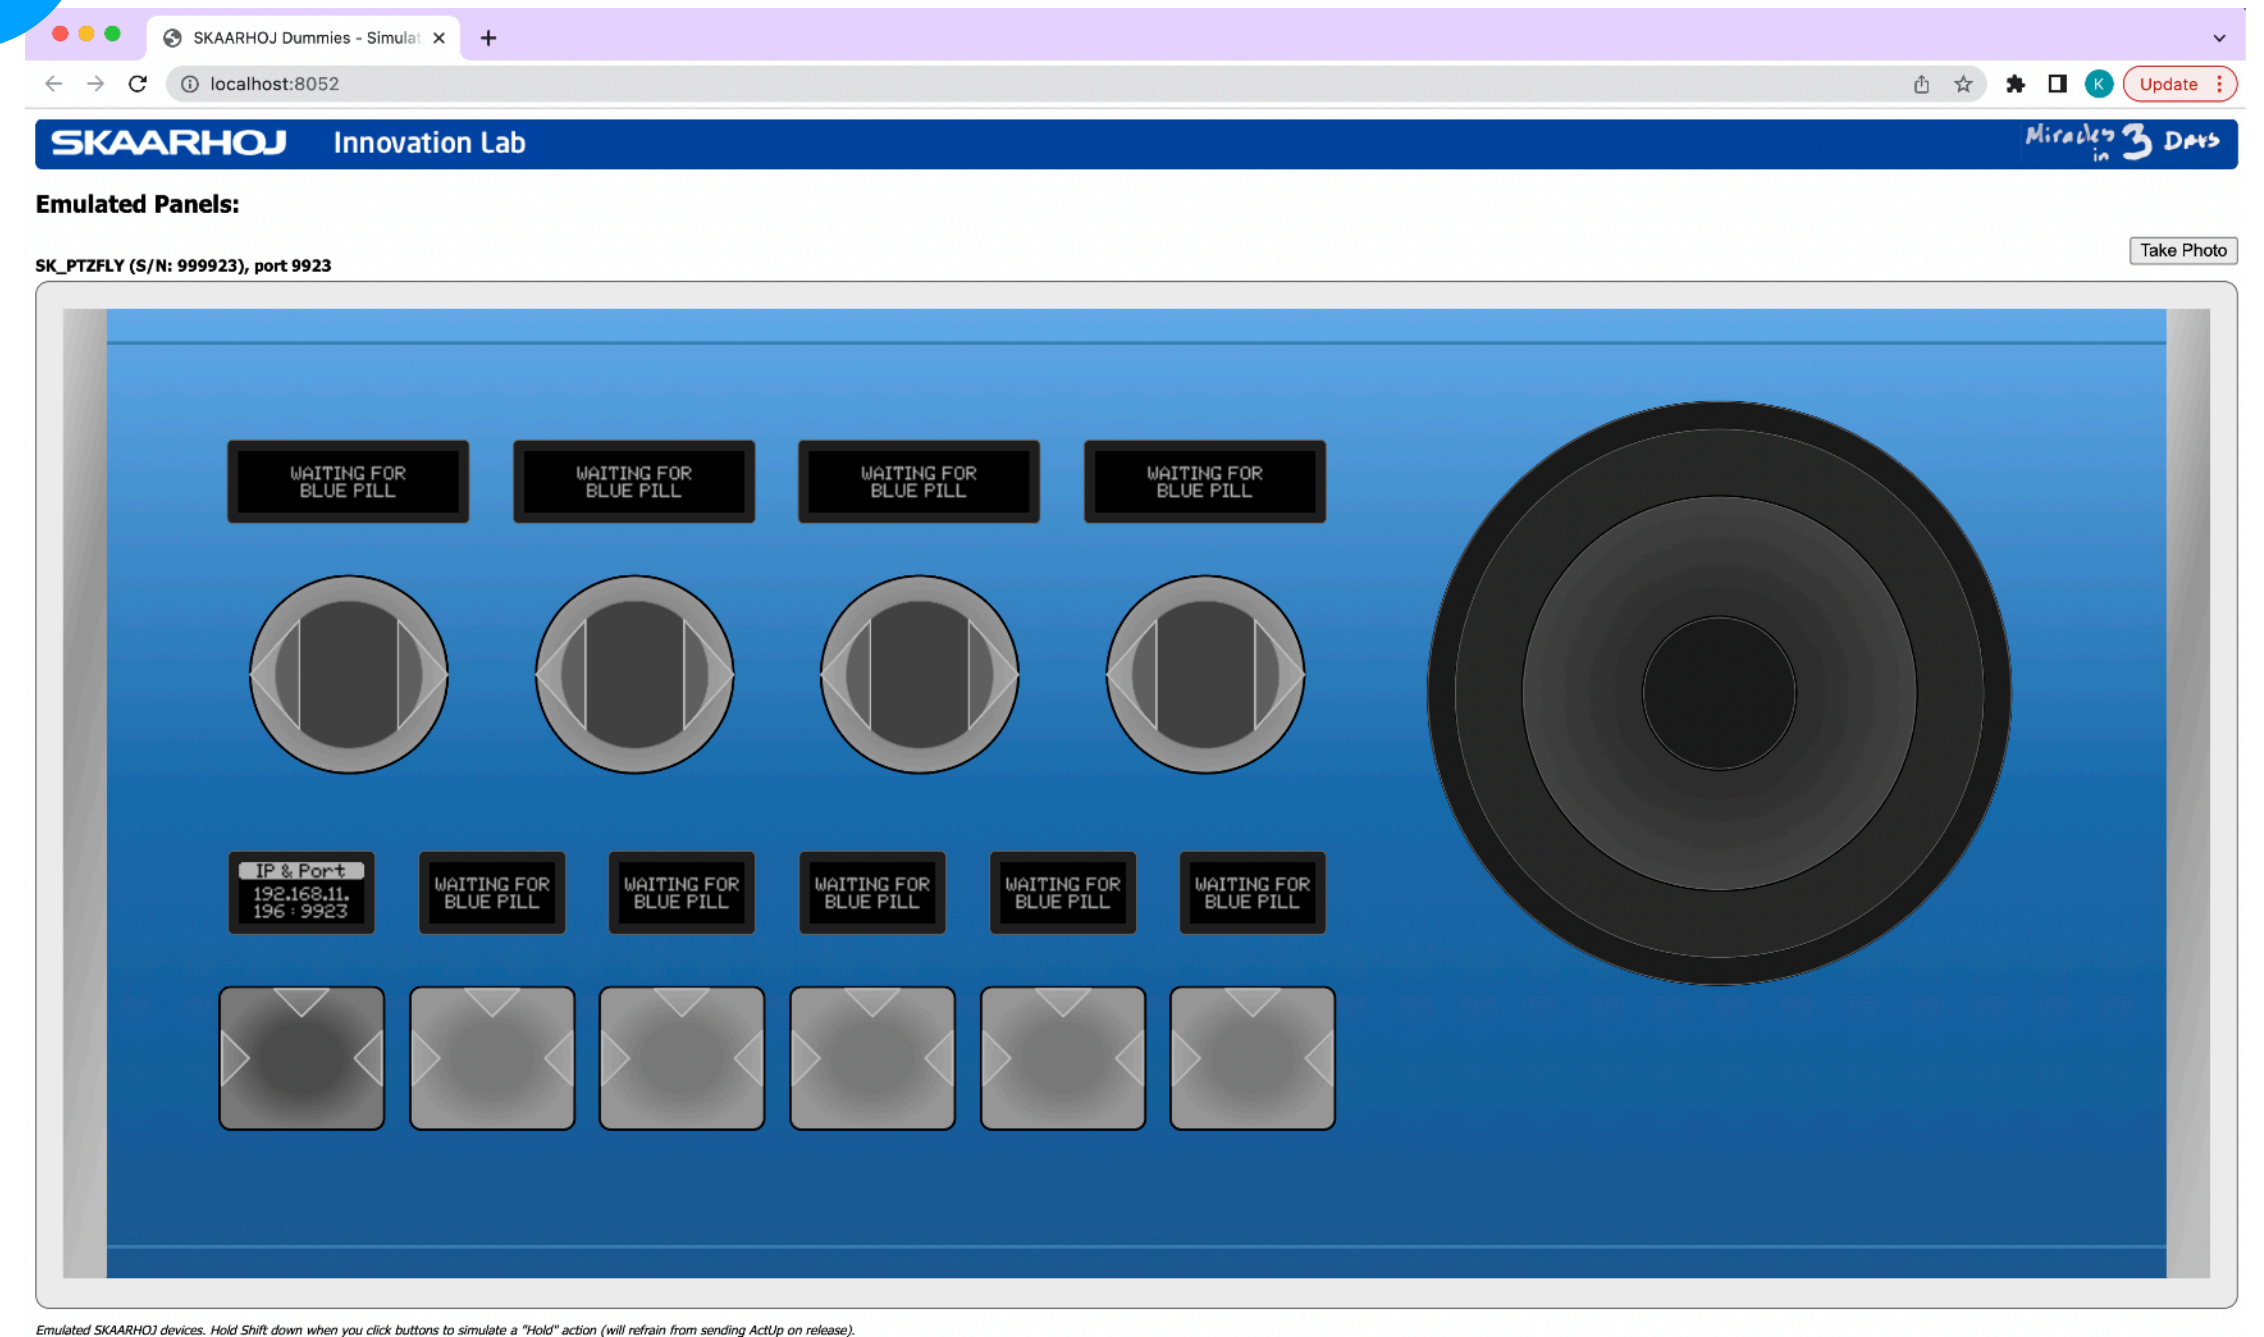 SKAARHOJ Dummies - Simulat
localhost:8052
K
Update
SKAARHOJ Innovation Lab
Miracles in 3 DAYS
Emulated Panels:
Take Photo
SK_PTZFLY (S/N: 999923), port 9923
WAITING FOR
BLUE PILL
WAITING FOR
BLUE PILL
WAITING FOR
BLUE PILL
WAITING FOR
BLUE PILL
IP & Port
192.168.11.
196 : 9923
WAITING FOR
BLUE PILL
WAITING FOR
BLUE PILL
WAITING FOR
BLUE PILL
WAITING FOR
BLUE PILL
WAITING FOR
BLUE PILL
Emulated SKAARHOJ devices. Hold Shift down when you click buttons to simulate a "Hold" action (will refrain from sending ActUp on release).